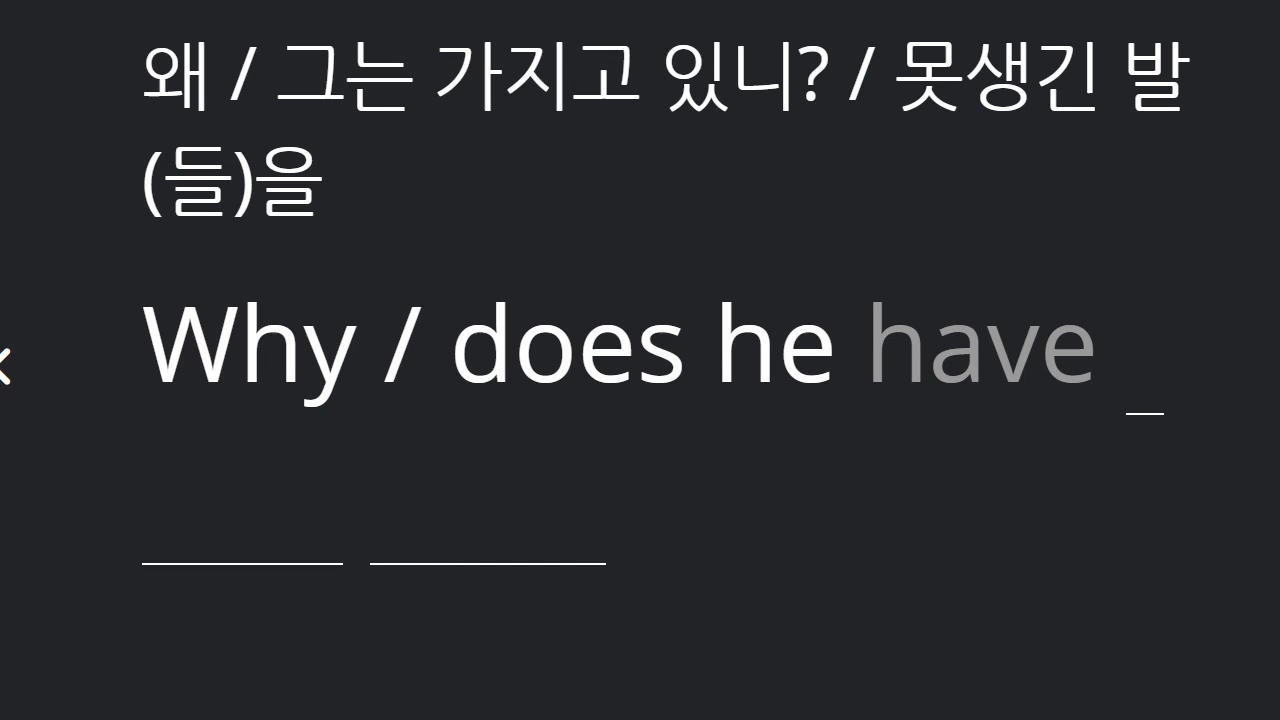 왜 / 그는 가지고 있니? / 못생긴 발
(들)을
Why / does he have